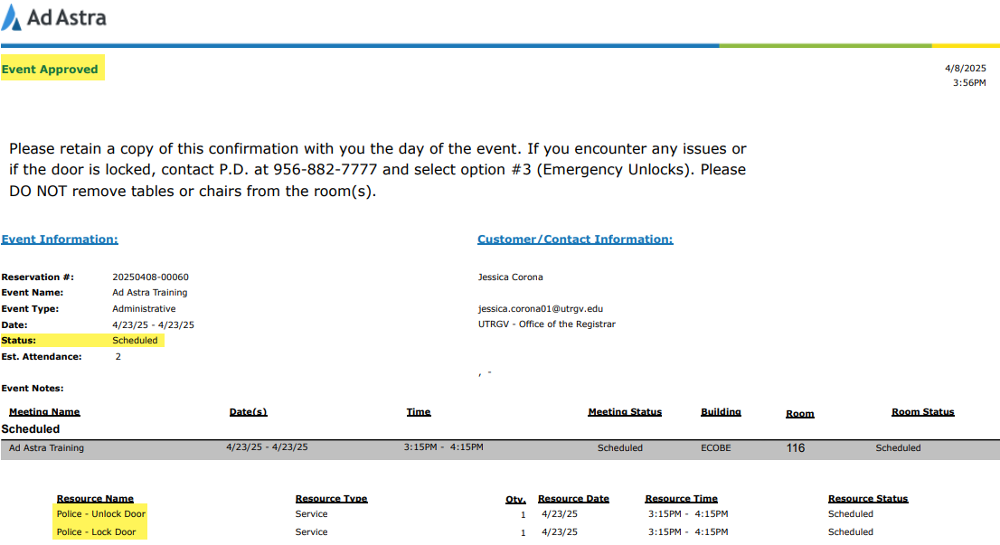 Ad Astra
Event Approved
4/8/2025
3:56PM
Please retain a copy of this confirmation with you the day of the event. If you encounter any issues or
if the door is locked, contact P.D. at 956-882-7777 and select option #3 (Emergency Unlocks). Please
DO NOT remove tables or chairs from the room(s).
Event Information: Customer/Contact Information:
Reservation #: 20250408-00060 Jessica Corona
Event Name: Ad Astra Training
Event Type: Administrative jessica.corona01@utrgv.edu
Date: 4/23/25 - 4/23/25 UTRGV - Office of the Registrar
Status: Scheduled
Est. Attendance: 2
, -
Event Notes:
Meeting Name Date(s) Time Meeting Status Building Room Room Status
Scheduled
Ad Astra Training 4/23/25 - 4/23/25 3:15PM - 4:15PM Scheduled ECOBE 116 Scheduled
Resource Name Resource Type Qty. Resource Date Resource Time Resource Status
Police - Unlock Door Service 1 4/23/25 3:15PM - 4:15PM Scheduled
Police - Lock Door Service 1 4/23/25 3:15PM - 4:15PM Scheduled